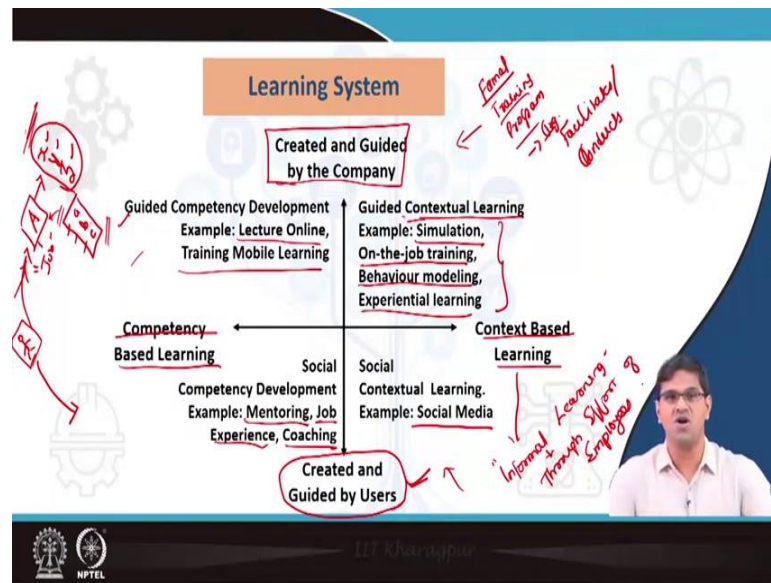 Learning System
Created and Guided
by the Company
Formal
Training
Program
Facilitates/
Conducts
Guided Competency Development
Example: Lecture Online,
Training Mobile Learning
Guided Contextual Learning
Example: Simulation,
On-the-job training,
Behaviour modeling,
Experiential learning
A
"Job"
A
B
C
Competency
Based Learning
Context Based
Learning
Social
Competency Development
Example: Mentoring, Job
Experience, Coaching
Social
Contextual Learning.
Example: Social Media
"Informal Learning"
+
Through effort of
Employees
Created and
Guided by Users
IIT Kharagpur
NPTEL